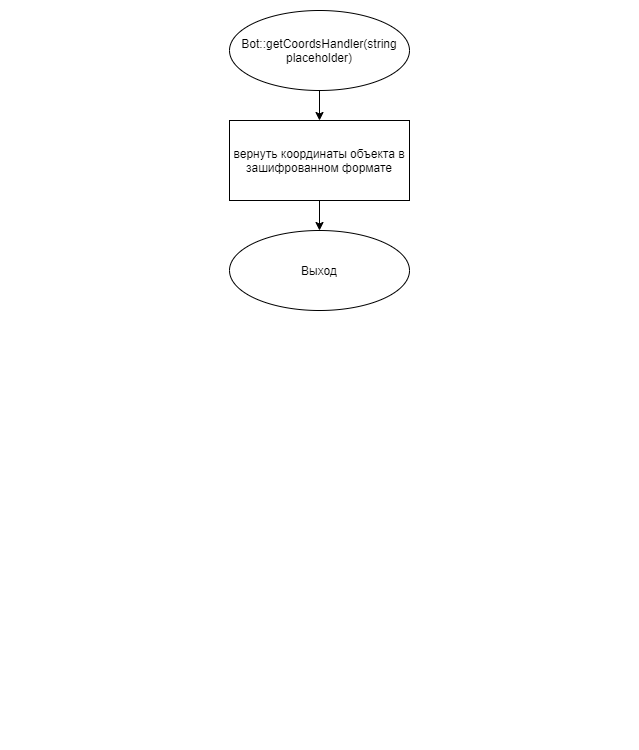 Bot::getCoordsHandler(string
placeholder)
вернуть координаты объекта в
зашифрованном формате
Выход